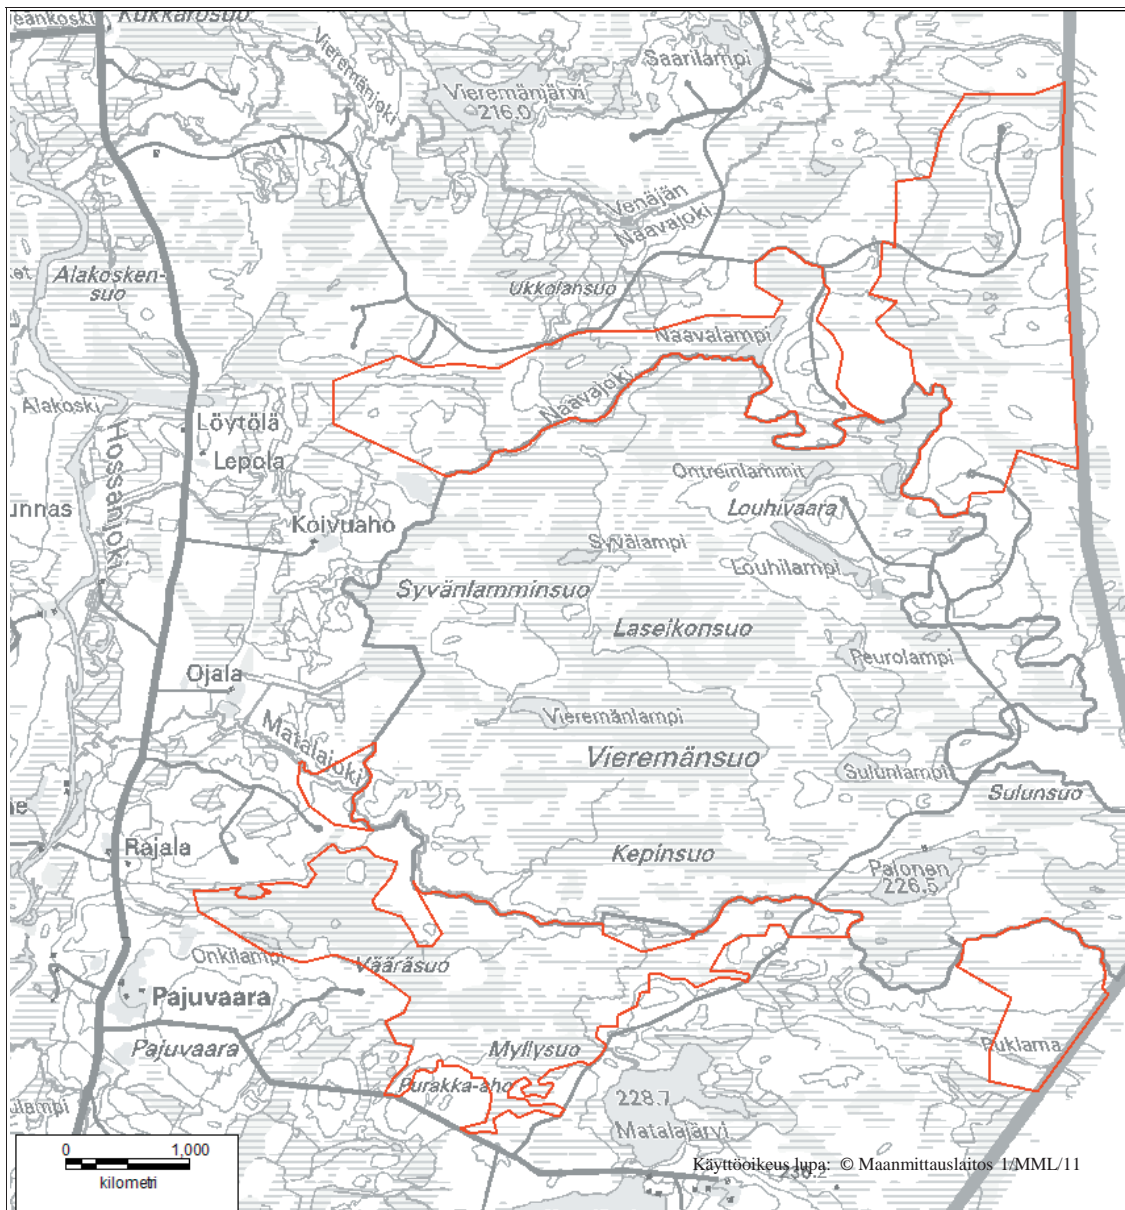 Kukkarosuo
Vieremänjoki
Saarilampi
Vieremänjärvi
216.0
Venäjän
Naavajoki
Alakosken-
suo
Ukkolansuo
Naavalampi
Naavajoki
Alakoski
Löytölä
Hossanjoki
Lepola
Ontreinlammit
Louhivaara
Koivuaho
Syvälampi
Louhilampi
Syvänlamminsuo
Laseikonsuo
Peurolampi
Ojala
Vieremänlampi
Matalajoki
Vieremänsuo
Sulunlampi
Sulunsuo
Rajala
Kepinsuo
Palonen
226.5
Onkilampi
Vääräsuo
Pajuvaara
Pajuvaara
Myllysuo
Puklama
Purakka-aho
228.7
Matalajärvi
0 1,000
kilometri
Käyttöoikeus lupa: © Maanmittauslaitos 1/MML/11